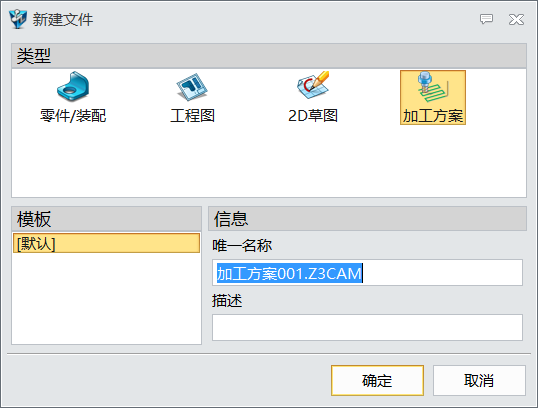 新建文件
类型
零件/装配
工程图
2D草图
加工方案
模板
[默认]
信息
唯一名称
加工方案001.Z3CAM
描述
确定
取消